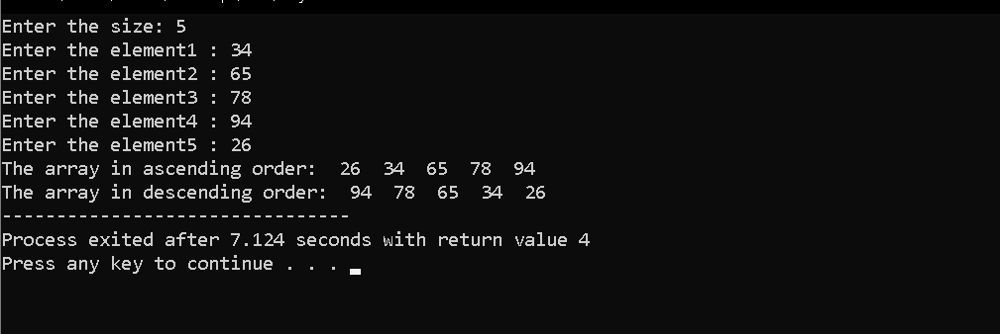 Enter the size: 5
Enter the element1 : 34
Enter the element2 : 65
Enter the element3 : 78
Enter the element4 : 94
Enter the element5 : 26
The array in ascending order:  26  34  65  78  94
The array in descending order:  94  78  65  34  26
--------------------------------
Process exited after 7.124 seconds with return value 4
Press any key to continue . . .